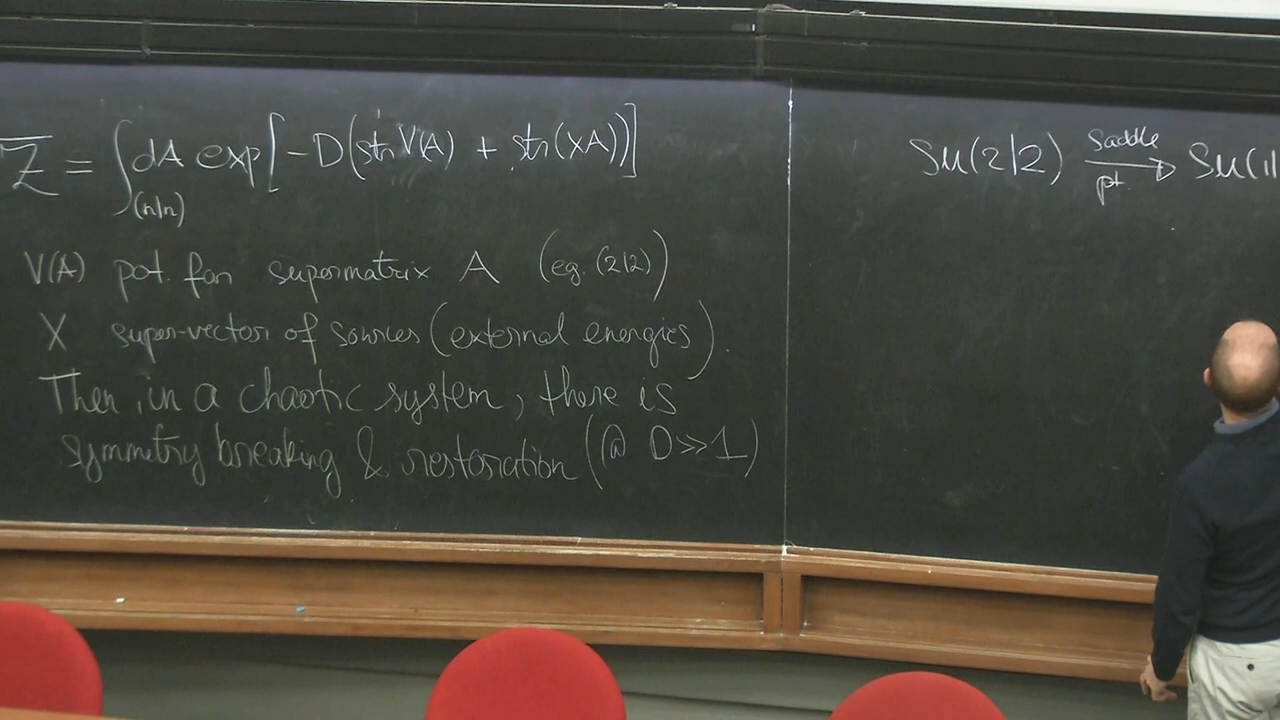 Z̅ = ∫_(n|n) dA exp[-D(str V(A) + str(XA))]
V(A) pot. for supermatrix A (eg. (2|2))
X super-vector of sources (external energies).
Then, in a chaotic system, there is
symmetry breaking & restoration (@ D>>1)
Saddle
SU(2|2) → SU(1|
pt.